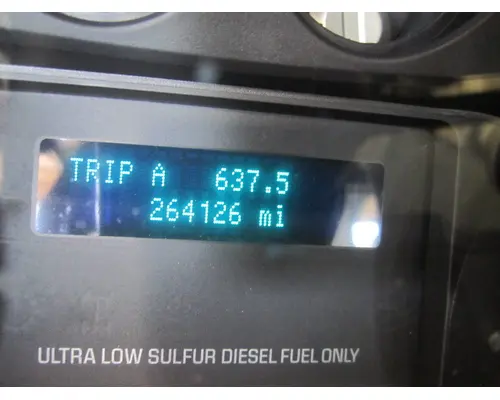 TRIP A 637.5
264126 mi
ULTRA LOW SULFUR DIESEL FUEL ONLY